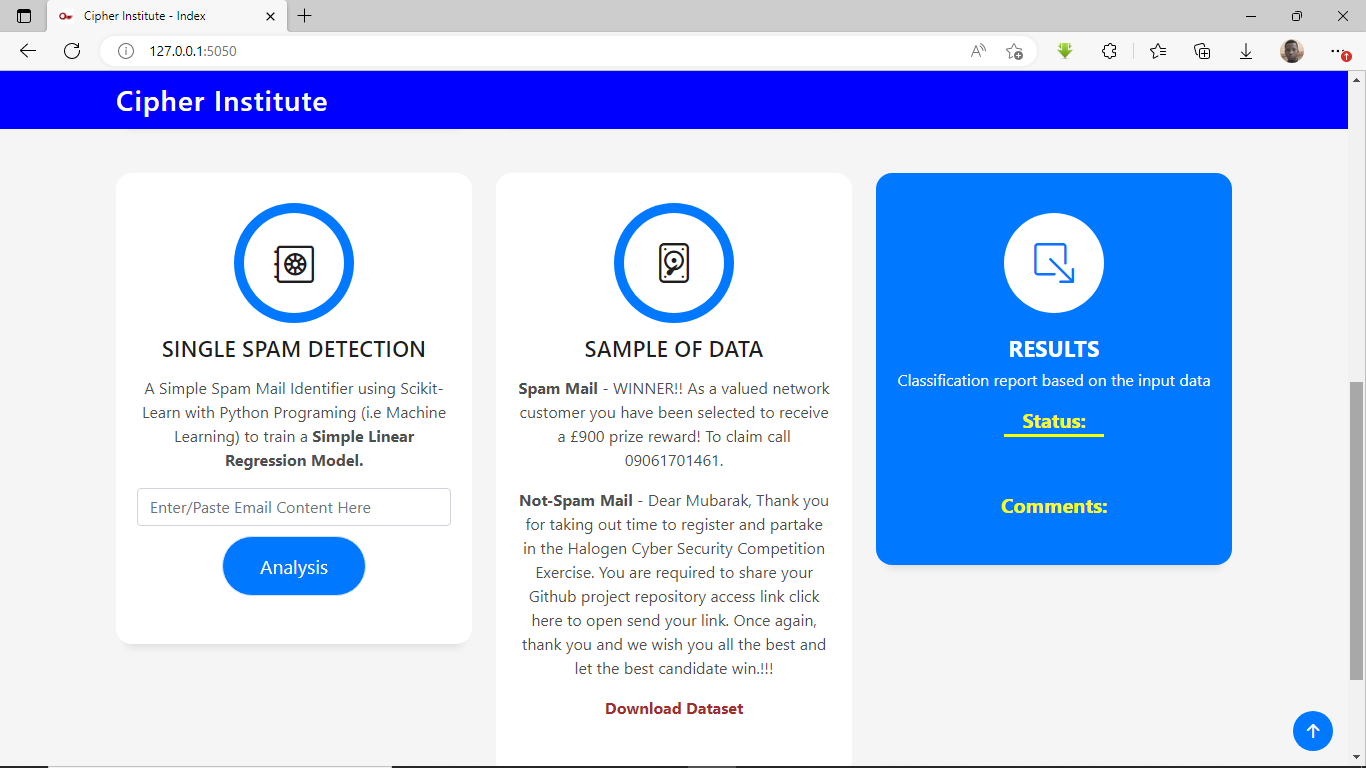 Cipher Institute - Index
127.0.0.1:5050
Cipher Institute
SINGLE SPAM DETECTION
A Simple Spam Mail Identifier using Scikit-
Learn with Python Programing (i.e Machine
Learning) to train a Simple Linear
Regression Model.
Enter/Paste Email Content Here
Analysis
SAMPLE OF DATA
Spam Mail - WINNER!! As a valued network
customer you have been selected to receive
a £900 prize reward! To claim call
09061701461.
Not-Spam Mail - Dear Mubarak, Thank you
for taking out time to register and partake
in the Halogen Cyber Security Competition
Exercise. You are required to share your
Github project repository access link click
here to open send your link. Once again,
thank you and we wish you all the best and
let the best candidate win.!!!
Download Dataset
RESULTS
Classification report based on the input data
Status:
Comments: